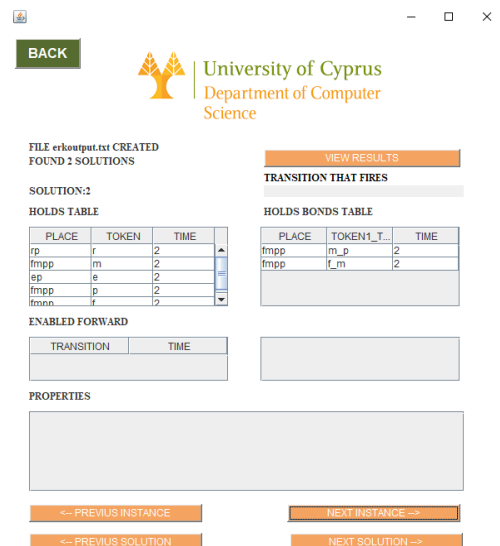 BACK
University of Cyprus
Department of Computer
Science
FILE erkoutput.txt CREATED
FOUND 2 SOLUTIONS
VIEW RESULTS
TRANSITION THAT FIRES
SOLUTION:2
HOLDS TABLE
HOLDS BONDS TABLE
PLACE TOKEN TIME
rp r 2
fmpp m 2
ep e 2
fmpp p 2
fmpp f 2
PLACE TOKEN1_T... TIME
fmpp m_p 2
fmpp f_m 2
ENABLED FORWARD
TRANSITION TIME
PROPERTIES
<-- PREVIUS INSTANCE
NEXT INSTANCE -->
<-- PREVIUS SOLUTION
NEXT SOLUTION -->